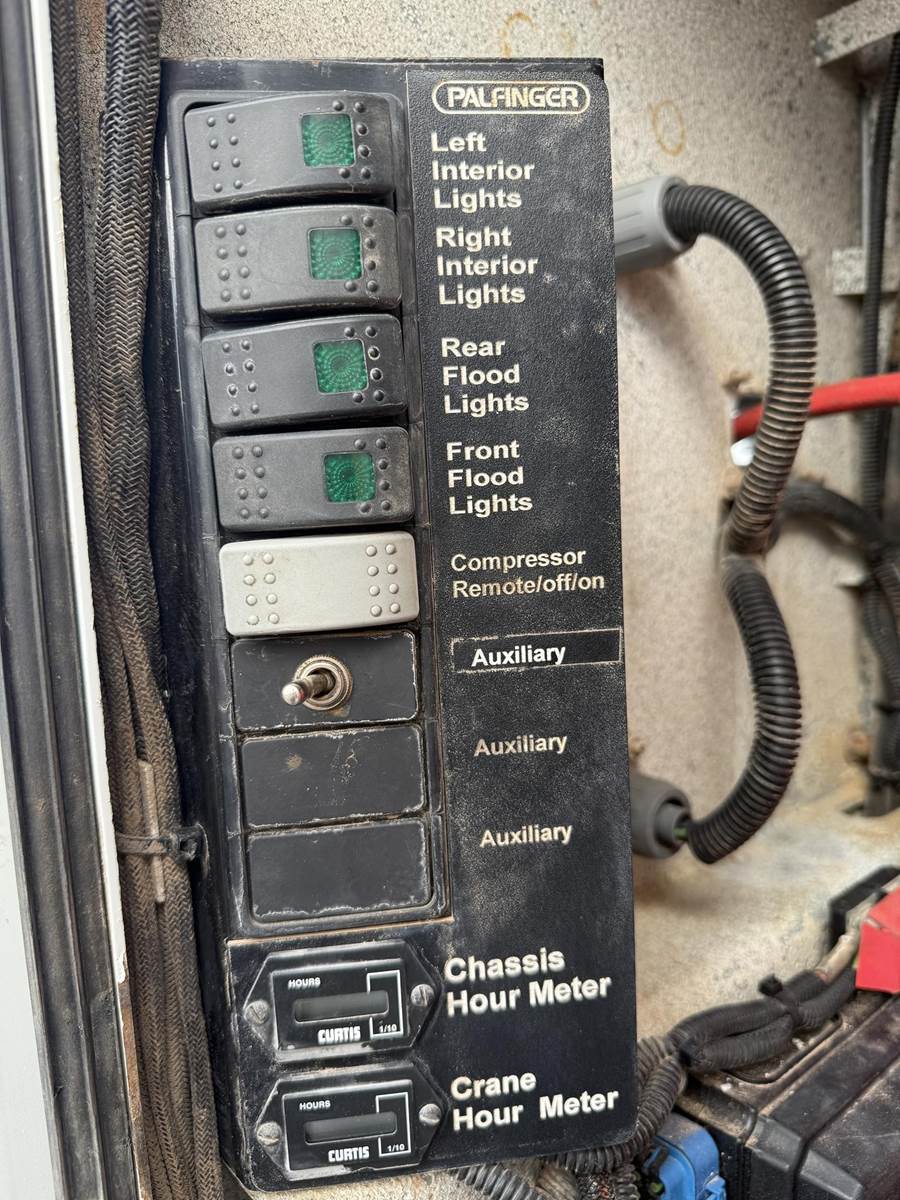 PALFINGER
Left
Interior
Lights
Right
Interior
Lights
Rear
Flood
Lights
Front
Flood
Lights
Compressor
Remote/off/on
Auxiliary
Auxiliary
Auxiliary
Chassis
Hour Meter
HOURS
CURTIS
1/10
Crane
Hour Meter
HOURS
CURTIS
1/10